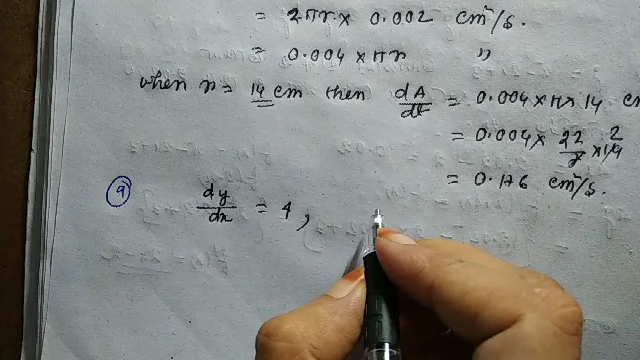 = 2πr × 0.002 cm²/s.
= 0.004 × πr "
when r = 14 cm then dA/dt = 0.004 × π × 14 c
= 0.004 × 22/7 × 14 2
= 0.176 cm²/s.
9 dy/dx = 4,